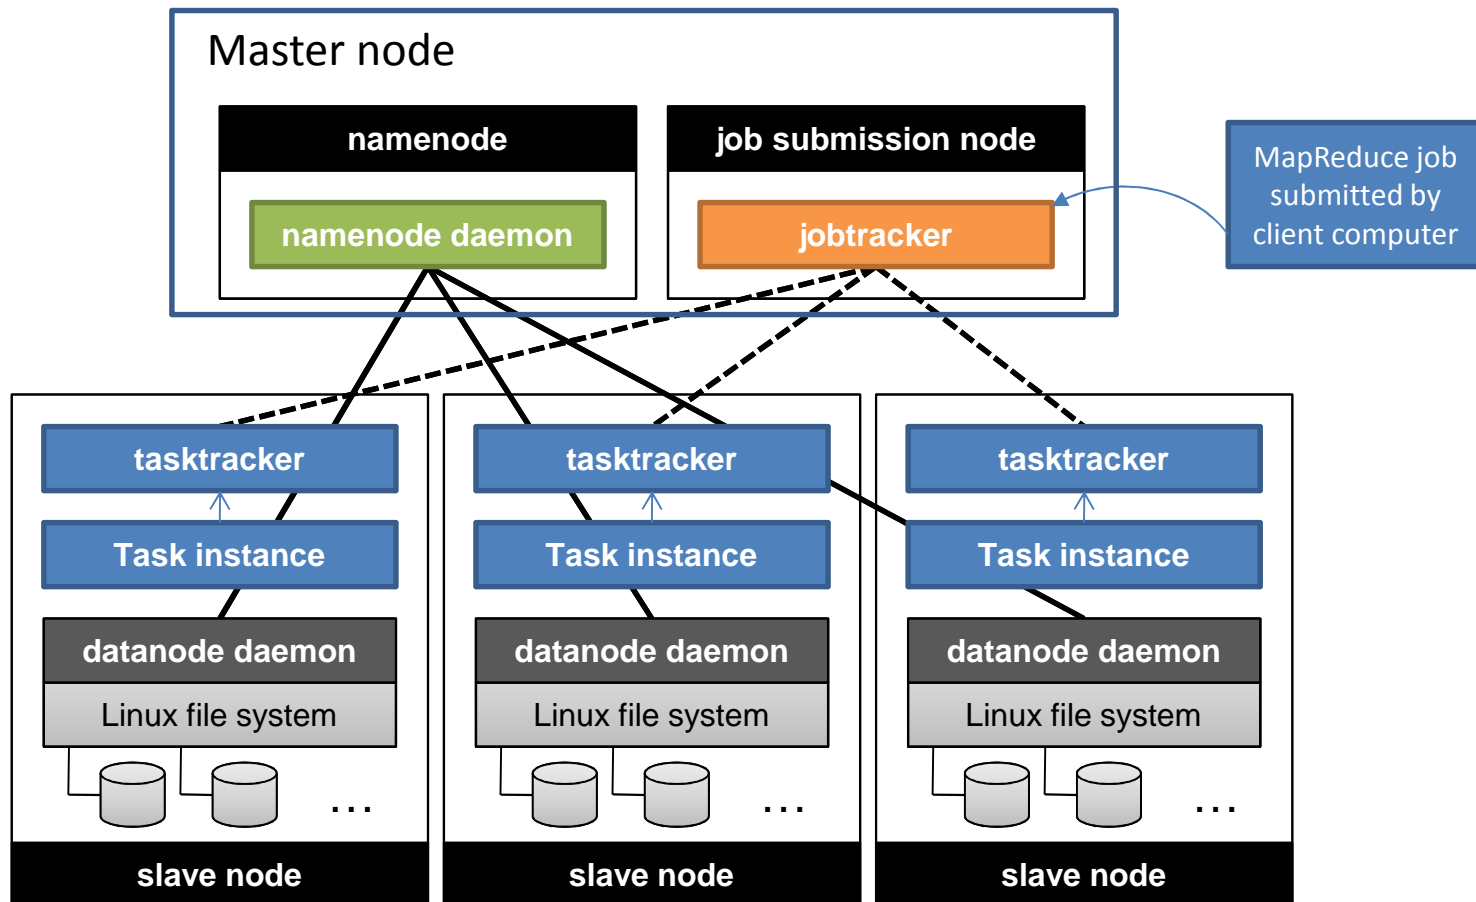 Master node
namenode
job submission node
namenode daemon
jobtracker
MapReduce job
submitted by
client computer
tasktracker
Task instance
datanode daemon
Linux file system
...
slave node
tasktracker
Task instance
datanode daemon
Linux file system
...
slave node
tasktracker
Task instance
datanode daemon
Linux file system
...
slave node